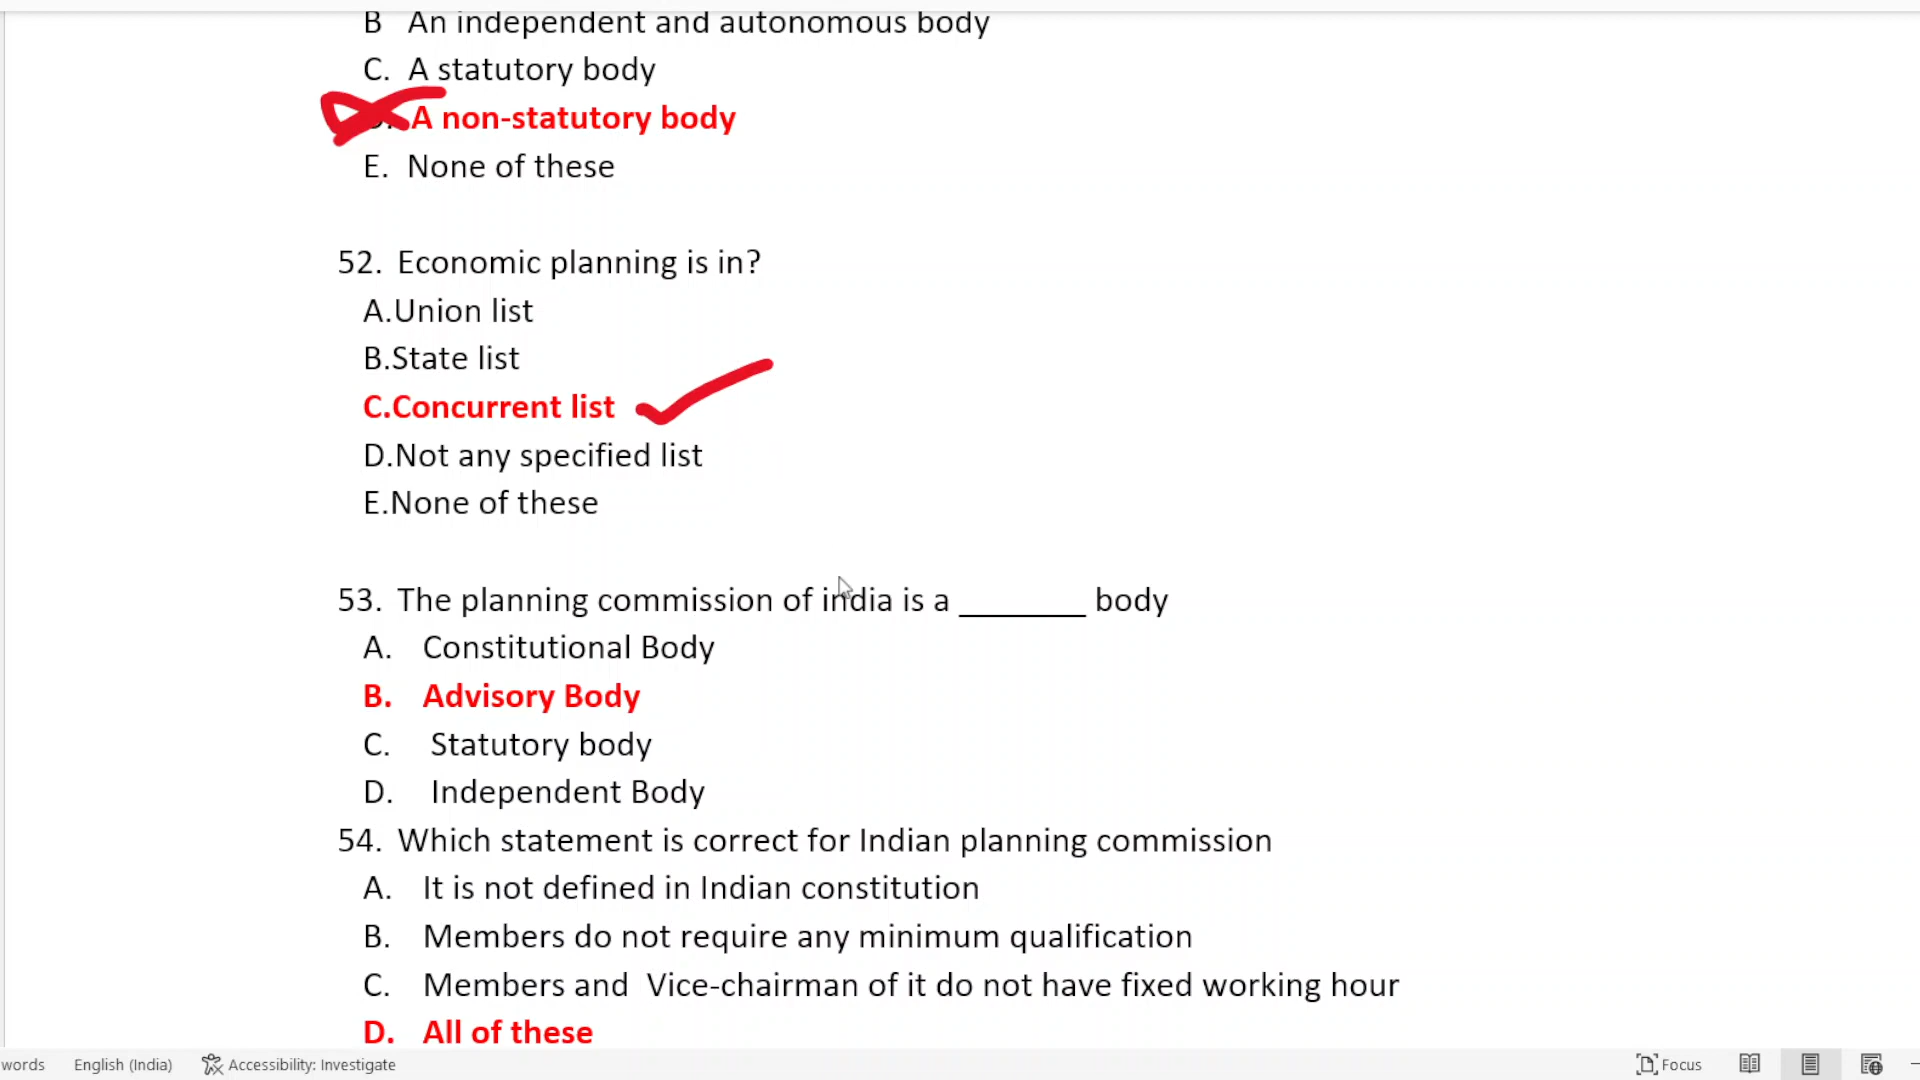 B An independent and autonomous body
C. A statutory body
A non-statutory body
E. None of these
52. Economic planning is in?
A.Union list
B.State list
C.Concurrent list
D.Not any specified list
E.None of these
53. The planning commission of india is a ________ body
A. Constitutional Body
B. Advisory Body
C. Statutory body
D. Independent Body
54. Which statement is correct for Indian planning commission
A. It is not defined in Indian constitution
B. Members do not require any minimum qualification
C. Members and Vice-chairman of it do not have fixed working hour
D. All of these
words English (India) Accessibility: Investigate Focus